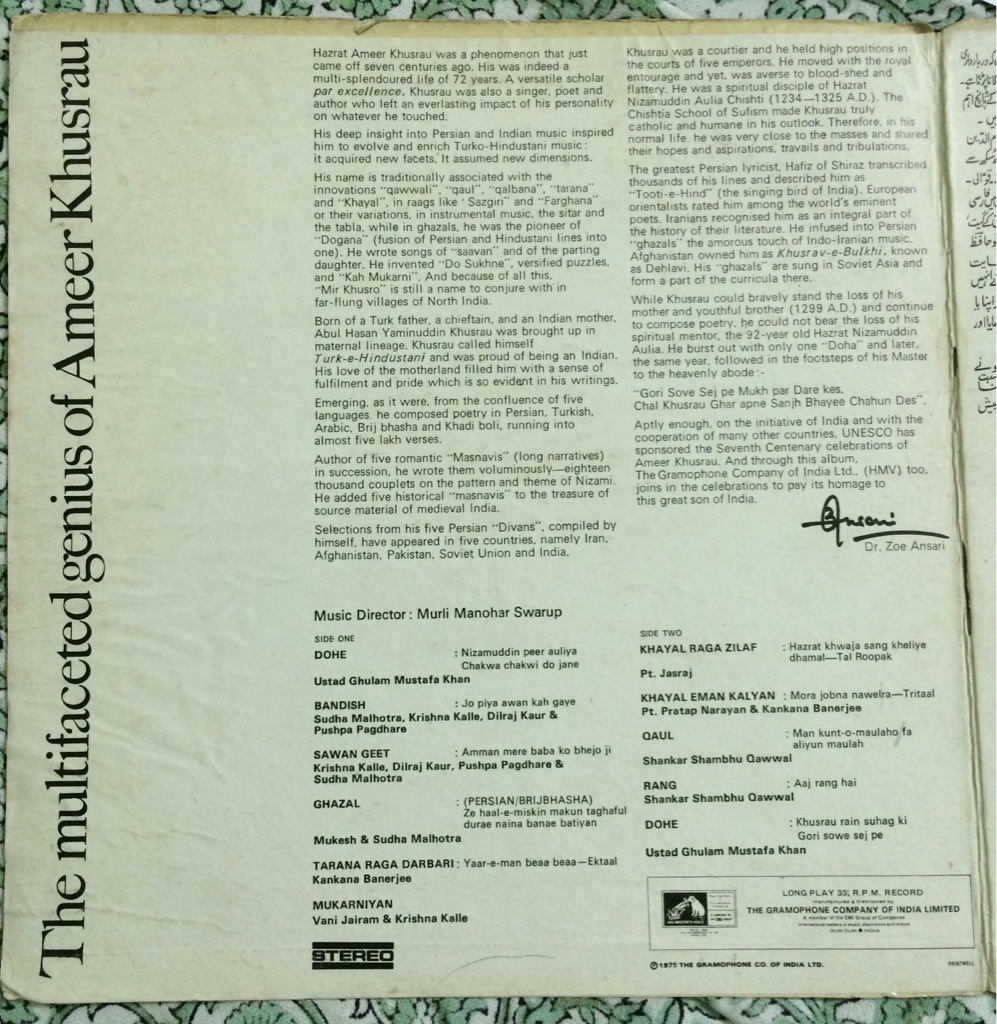 The multifaceted genius of Ameer Khusrau
Hazrat Ameer Khusrau was a phenomenon that just
came off seven centuries ago. His was indeed a
multi-splendoured life of 72 years. A versatile scholar
par excellence. Khusrau was also a singer, poet and
author who left an everlasting impact of his personality
on whatever he touched.
His deep insight into Persian and Indian music inspired
him to evolve and enrich Turko-Hindustani music :
it acquired new facets. It assumed new dimensions.
His name is traditionally associated with the
innovations "qawwali", "qaul", "qalbana", "tarana"
and "Khayal", in raags like 'Sazgiri" and "Farghana"
or their variations, in instrumental music, the sitar and
the tabla, while in ghazals, he was the pioneer of
"Dogana" (fusion of Persian and Hindustani lines into
one). He wrote songs of "saavan" and of the parting
daughter. He invented "Do Sukhne", versified puzzles,
and "Kah Mukarni". And because of all this,
"Mir Khusro" is still a name to conjure with in
far-flung villages of North India.
Born of a Turk father, a chieftain, and an Indian mother,
Abul Hasan Yaminuddin Khusrau was brought up in
maternal lineage. Khusrau called himself
Turk-e-Hindustani and was proud of being an Indian.
His love of the motherland filled him with a sense of
fulfilment and pride which is so evident in his writings.
Emerging, as it were, from the confluence of five
languages, he composed poetry in Persian, Turkish,
Arabic, Brij bhasha and Khadi boli, running into
almost five lakh verses.
Author of five romantic "Masnavis" (long narratives)
in succession, he wrote them voluminously—eighteen
thousand couplets on the pattern and theme of Nizami.
He added five historical "masnavis" to the treasure of
source material of medieval India.
Selections from his five Persian "Divans", compiled by
himself, have appeared in five countries, namely Iran,
Afghanistan, Pakistan, Soviet Union and India.
Khusrau was a courtier and he held high positions in
the courts of five emperors. He moved with the royal
entourage and yet, was averse to blood-shed and
flattery. He was a spiritual disciple of Hazrat
Nizamuddin Aulia Chishti (1234—1325 A.D.). The
Chishtia School of Sufism made Khusrau truly
catholic and humane in his outlook. Therefore, in his
normal life, he was very close to the masses and shared
their hopes and aspirations, travails and tribulations.
The greatest Persian lyricist, Hafiz of Shiraz transcribed
thousands of his lines and described him as
"Tooti-e-Hind" (the singing bird of India). European
orientalists rated him among the world's eminent
poets. Iranians recognised him as an integral part of
the history of their literature. He infused into Persian
"ghazals" the amorous touch of Indo-Iranian music.
Afghanistan owned him as Khusrav-e-Bulkhi, known
as Dehlavi. His "ghazals" are sung in Soviet Asia and
form a part of the curricula there.
While Khusrau could bravely stand the loss of his
mother and youthful brother (1299 A.D.) and continue
to compose poetry, he could not bear the loss of his
spiritual mentor, the 92-year old Hazrat Nizamuddin
Aulia. He burst out with only one "Doha" and later,
the same year, followed in the footsteps of his Master
to the heavenly abode :-
"Gori Sove Sej pe Mukh par Dare kes,
Chal Khusrau Ghar apne Sanjh Bhayee Chahun Des".
Aptly enough, on the initiative of India and with the
cooperation of many other countries, UNESCO has
sponsored the Seventh Centenary celebrations of
Ameer Khusrau. And through this album,
The Gramophone Company of India Ltd., (HMV) too,
joins in the celebrations to pay its homage to
this great son of India.
Ansari
Dr. Zoe Ansari
Music Director : Murli Manohar Swarup
SIDE ONE
DOHE : Nizamuddin peer auliya
Chakwa chakwi do jane
Ustad Ghulam Mustafa Khan
BANDISH : Jo piya awan kah gaye
Sudha Malhotra, Krishna Kalle, Dilraj Kaur &
Pushpa Pagdhare
SAWAN GEET : Amman mere baba ko bhejo ji
Krishna Kalle, Dilraj Kaur, Pushpa Pagdhare &
Sudha Malhotra
GHAZAL : (PERSIAN/BRIJBHASHA)
Ze haal-e-miskin makun taghaful
durae naina banae batiyan
Mukesh & Sudha Malhotra
TARANA RAGA DARBARI : Yaar-e-man beaa beaa—Ektaal
Kankana Banerjee
MUKARNIYAN
Vani Jairam & Krishna Kalle
STEREO
SIDE TWO
KHAYAL RAGA ZILAF : Hazrat khwaja sang kheliye
dhamal—Tal Roopak
Pt. Jasraj
KHAYAL EMAN KALYAN : Mora jobna nawelra—Tritaal
Pt. Pratap Narayan & Kankana Banerjee
QAUL : Man kunt-o-maulaho fa
aliyun maulah
Shankar Shambhu Qawwal
RANG : Aaj rang hai
Shankar Shambhu Qawwal
DOHE : Khusrau rain suhag ki
Gori sowe sej pe
Ustad Ghulam Mustafa Khan
LONG PLAY 33⅓ R.P.M. RECORD
Manufactured & Distributed by
THE GRAMOPHONE COMPANY OF INDIA LIMITED
A member of the EMI Group of Companies
International leaders in music, electronics and leisure
DUM DUM ● INDIA
HIS MASTER'S VOICE
℗ 1975 THE GRAMOPHONE CO. OF INDIA LTD.
PRINTWELL